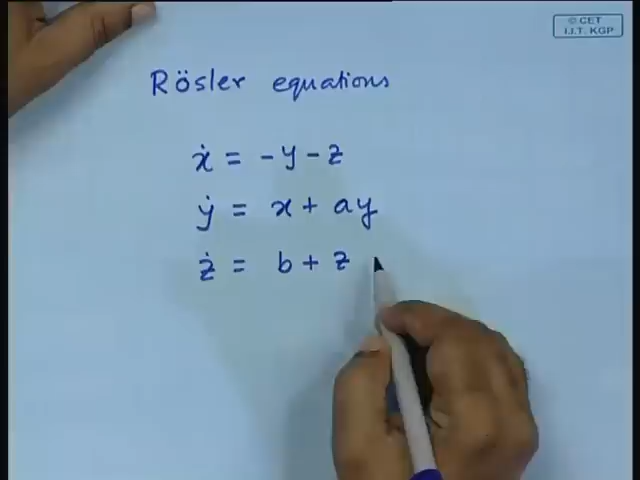 © CET
I.I.T. KGP
Rösler equations
ẋ = -y - z
ẏ = x + ay
ż = b + z